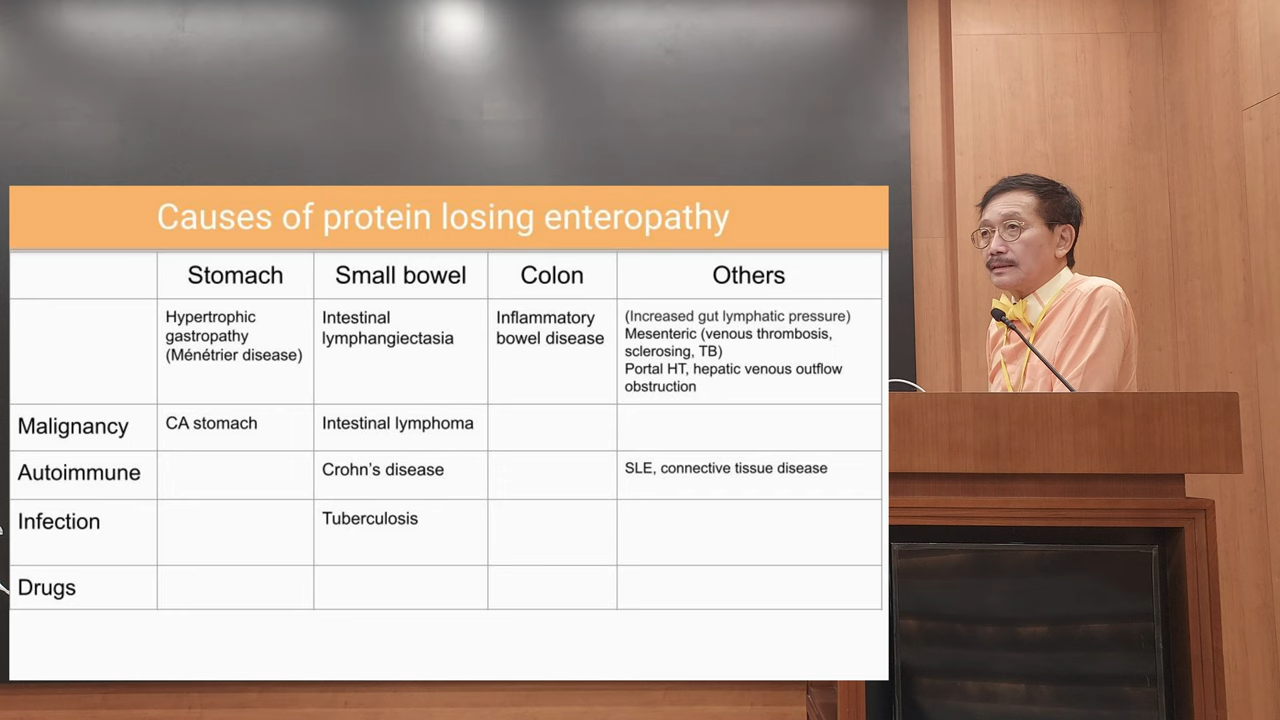 Causes of protein losing enteropathy
Stomach Small bowel Colon Others
Hypertrophic
gastropathy
(Ménétrier disease)
Intestinal
lymphangiectasia
Inflammatory
bowel disease
(Increased gut lymphatic pressure)
Mesenteric (venous thrombosis,
sclerosing, TB)
Portal HT, hepatic venous outflow
obstruction
Malignancy CA stomach Intestinal lymphoma
Autoimmune Crohn’s disease SLE, connective tissue disease
Infection Tuberculosis
Drugs